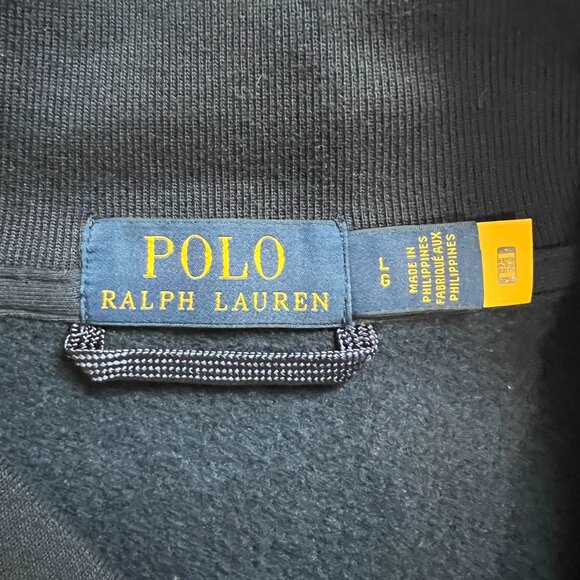 POLO
RALPH LAUREN
L
G
MADE IN
PHILIPPINES
FABRIQUÉ AUX
PHILIPPINES